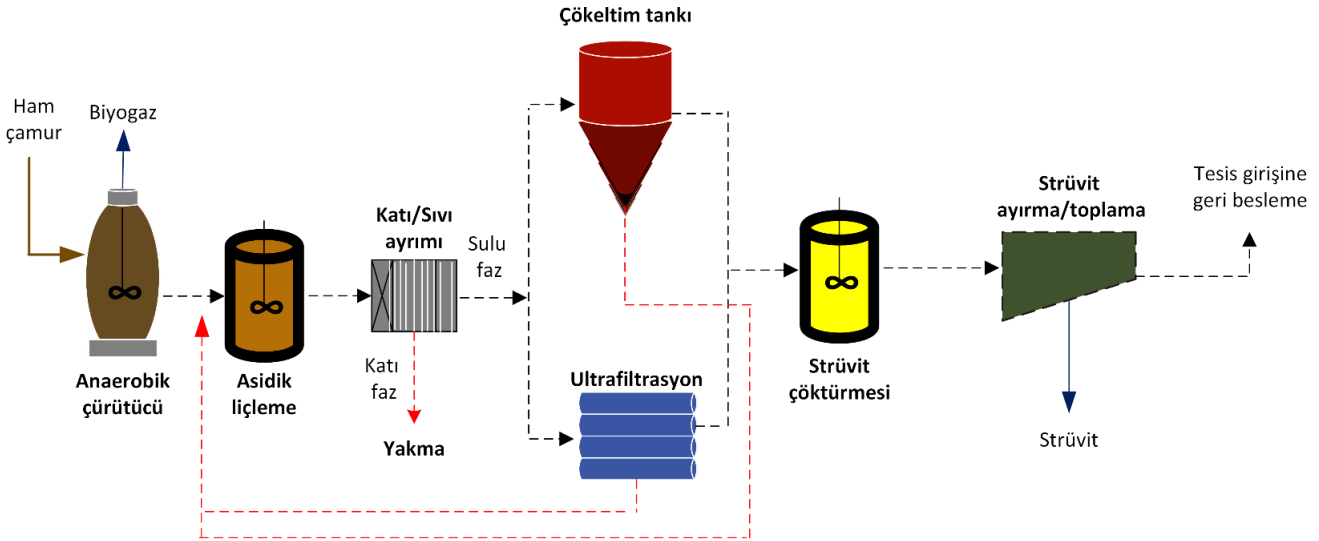 Çökeltim tankı
Ham
çamur
Biyogaz
Anaerobik
çürütücü
Asidik
liçleme
Katı/Sıvı
ayrımı
Sulu
faz
Katı
faz
Yakma
Ultrafiltrasyon
Strüvit
çöktürmesi
Strüvit
ayırma/toplama
Tesis girişine
geri besleme
Strüvit